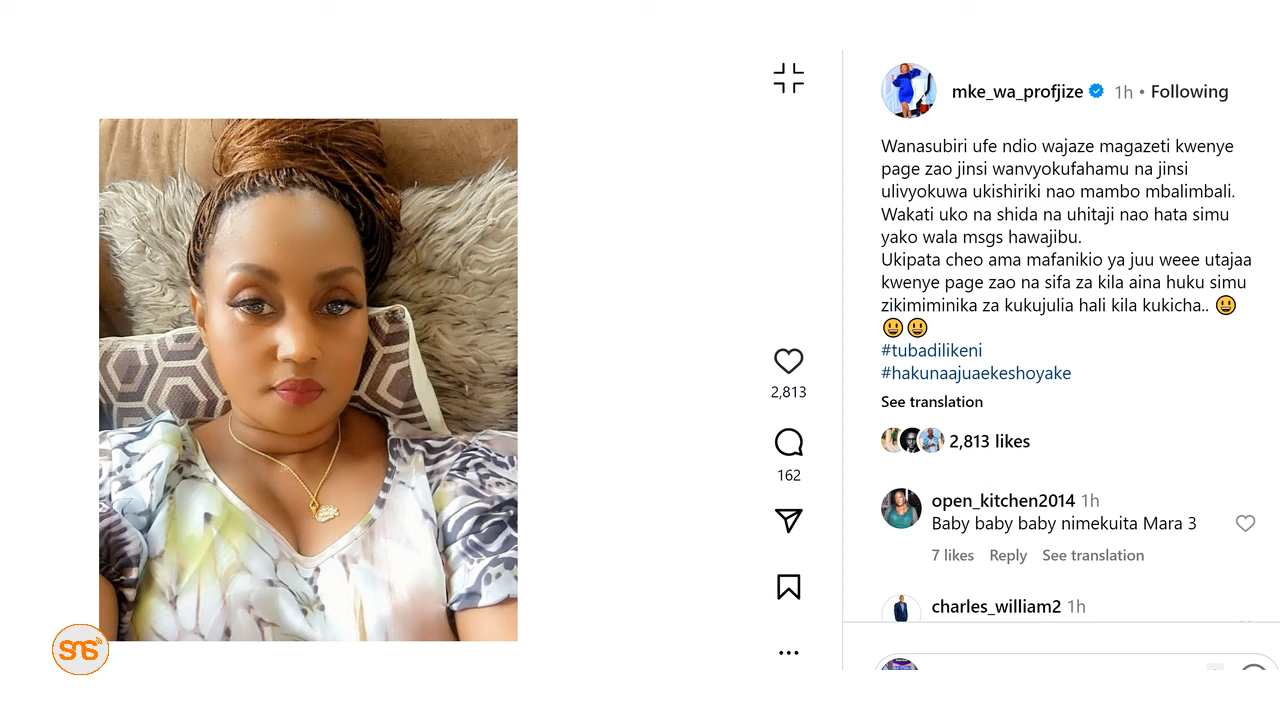 mke_wa_profjize 1h • Following
Wanasubiri ufe ndio wajaze magazeti kwenye
page zao jinsi wanvyokufahamu na jinsi
ulivyokuwa ukishiriki nao mambo mbalimbali.
Wakati uko na shida na uhitaji nao hata simu
yako wala msgs hawajibu.
Ukipata cheo ama mafanikio ya juu weee utajaa
kwenye page zao na sifa za kila aina huku simu
zikimiminika za kukujulia hali kila kukicha.. 😀
😀😀
#tubadilikeni
#hakunaajuaekeshoyake
See translation
2,813 likes
2,813
162
open_kitchen2014 1h
Baby baby baby nimekuita Mara 3
7 likes Reply See translation
charles_william2 1h
sns